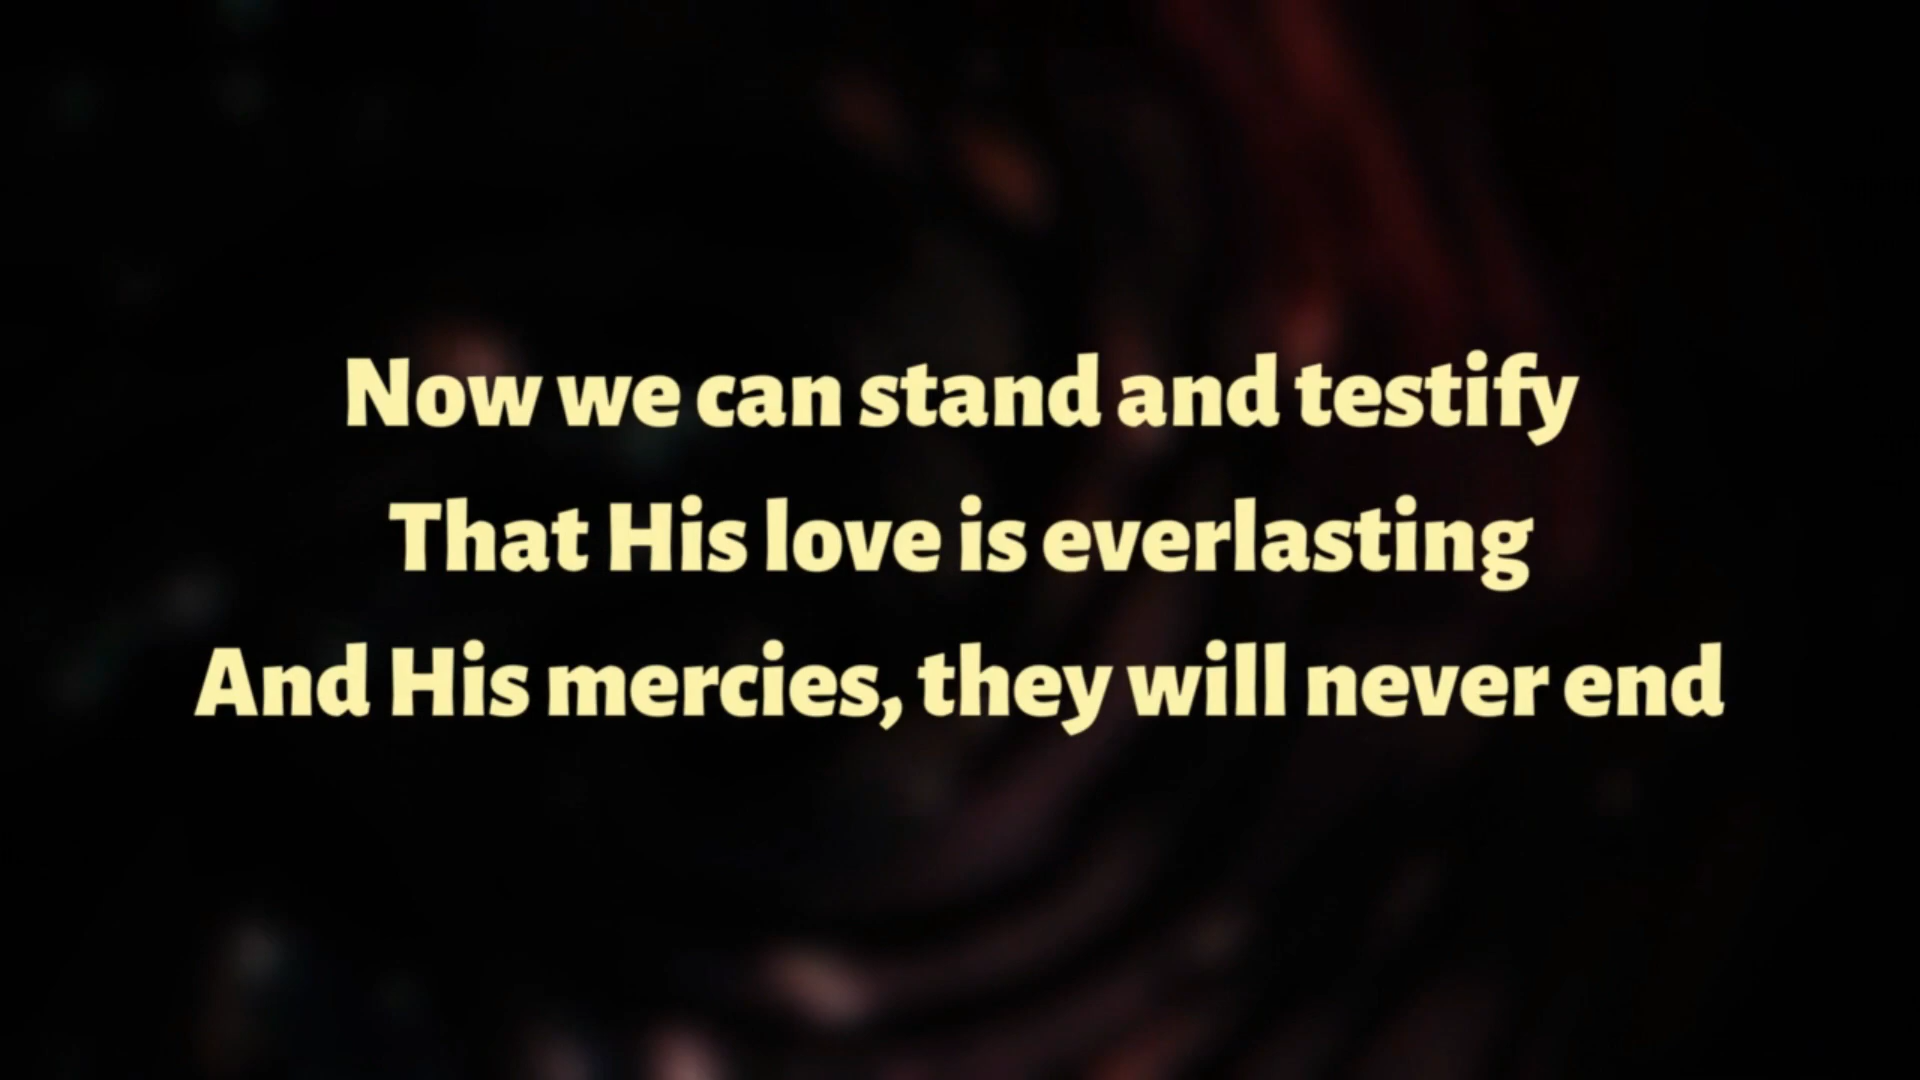 Now we can stand and testify
That His love is everlasting
And His mercies, they will never end